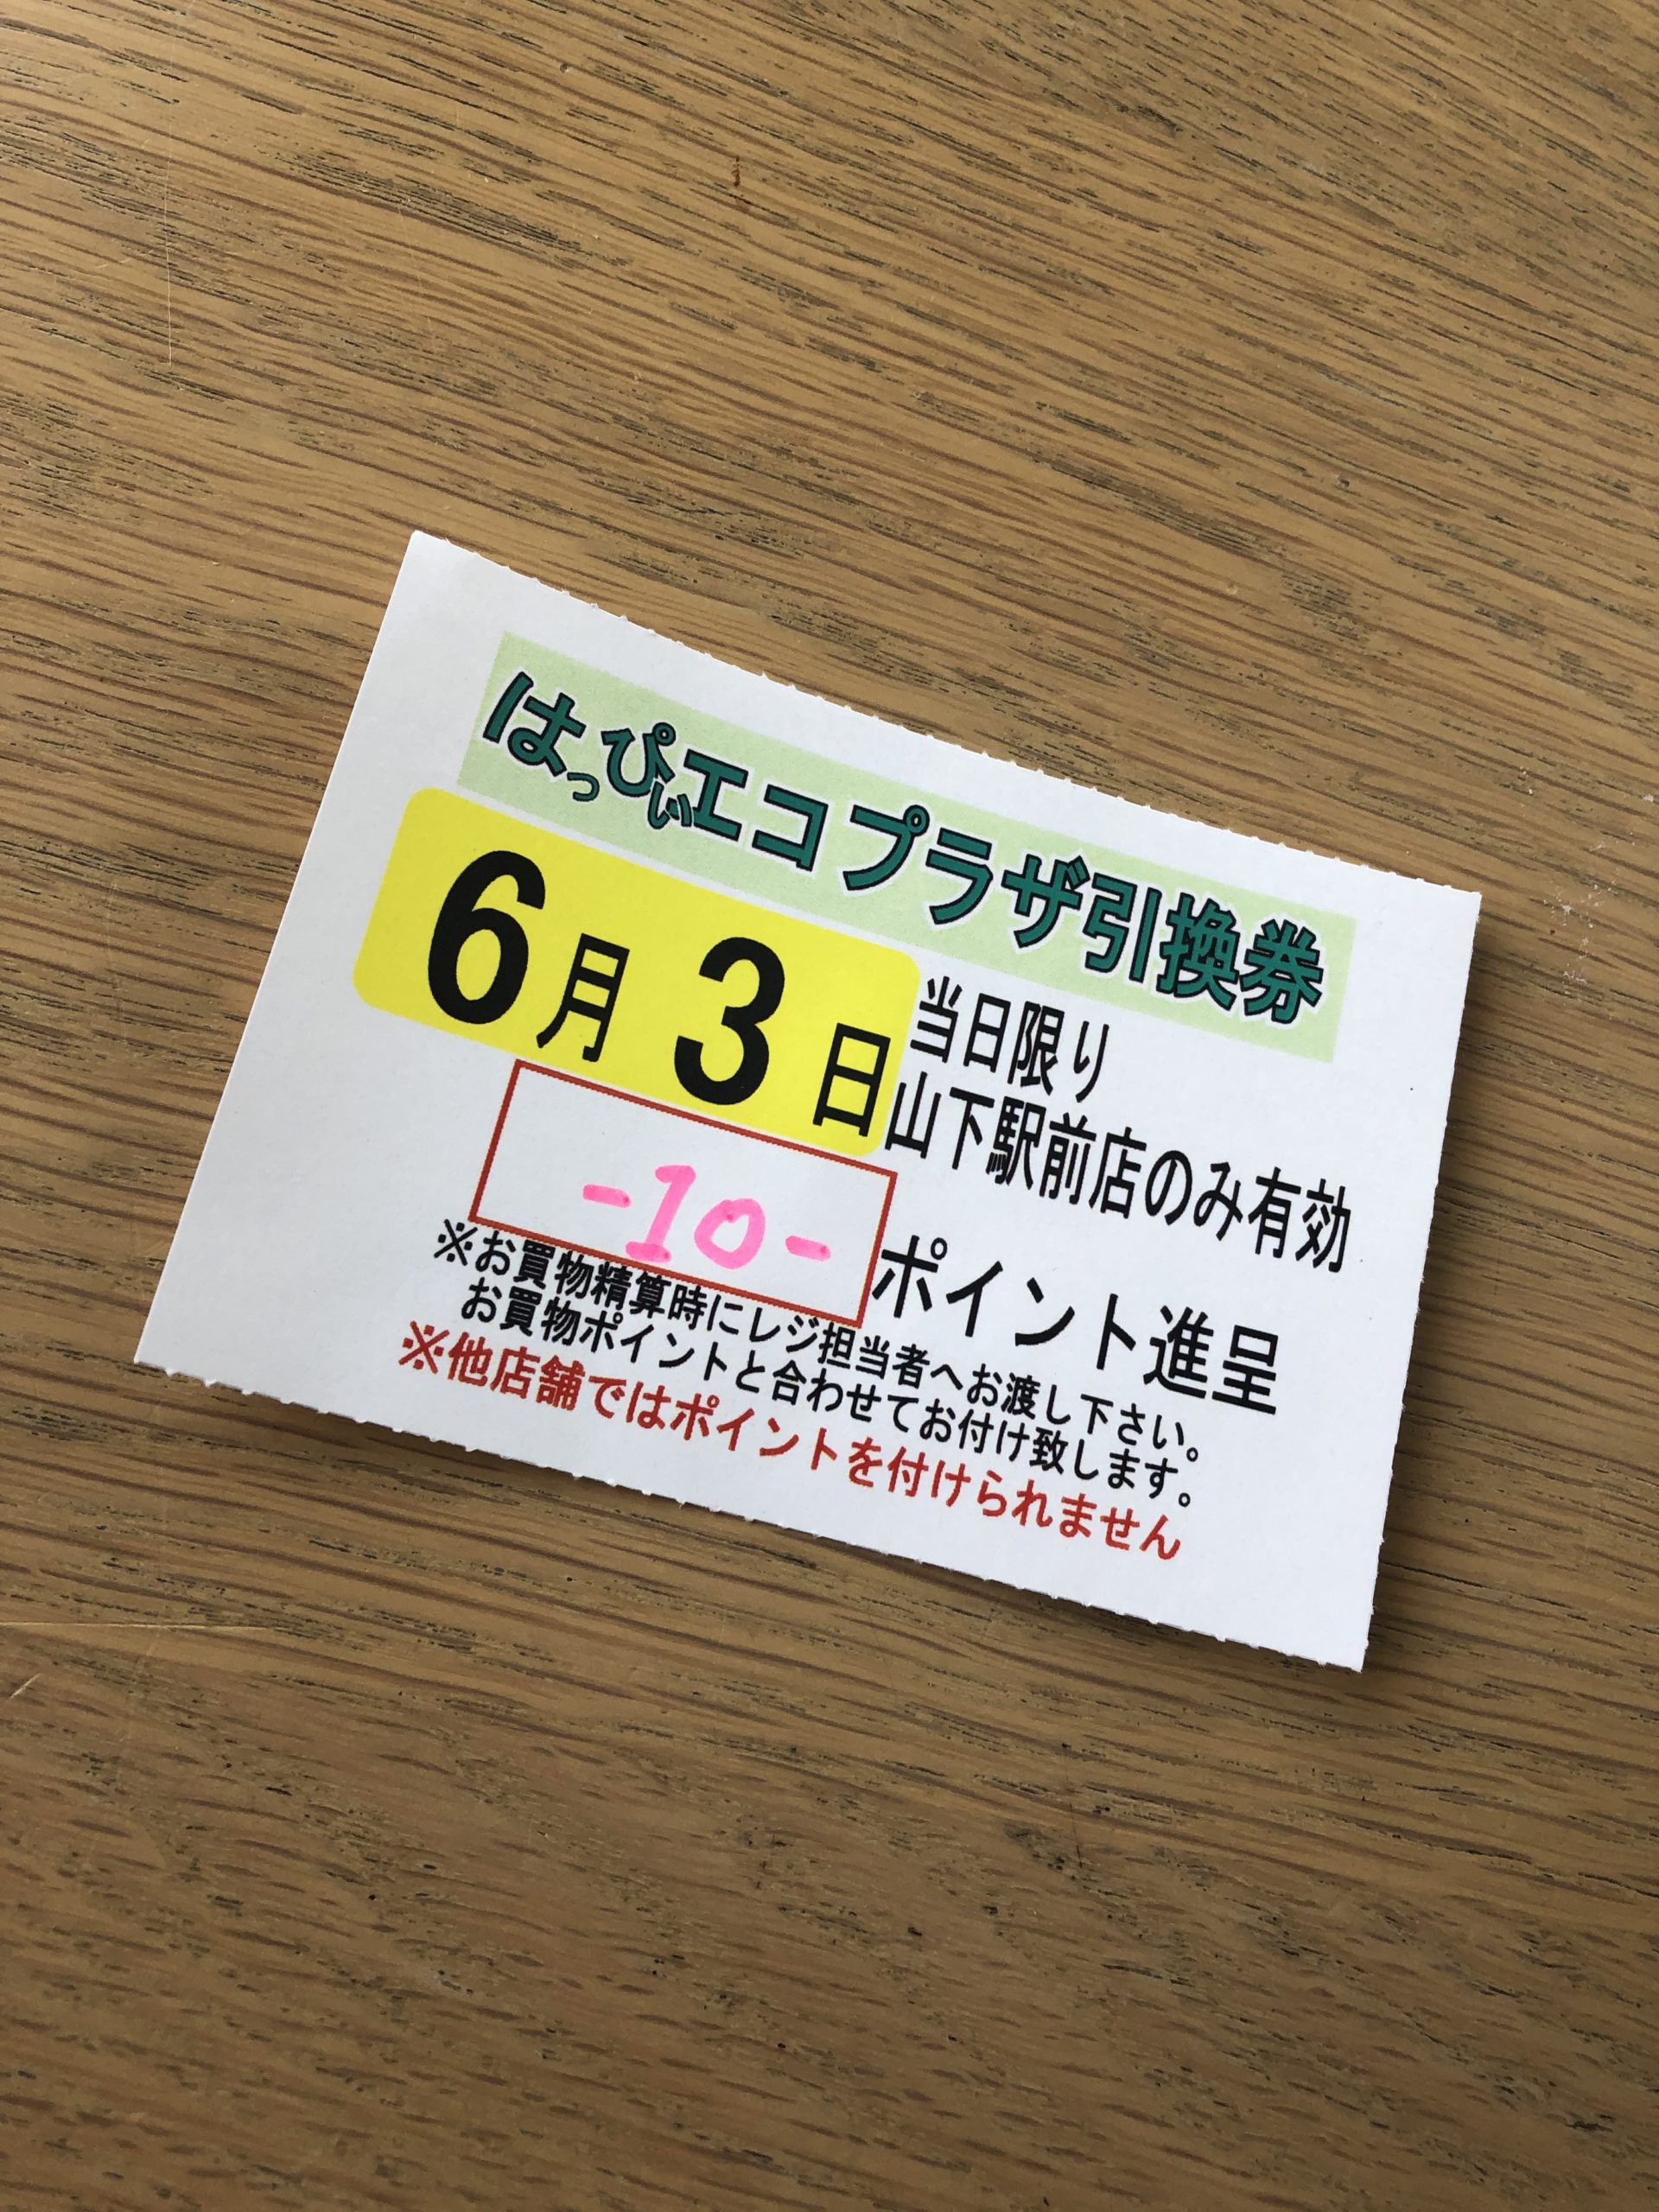 はっぴぃエコプラザ引換券
6月3日
当日限り
山下駅前店のみ有効
-10-
ポイント進呈
※お買物精算時にレジ担当者へお渡し下さい。
お買物ポイントと合わせてお付け致します。
※他店舗ではポイントを付けられません